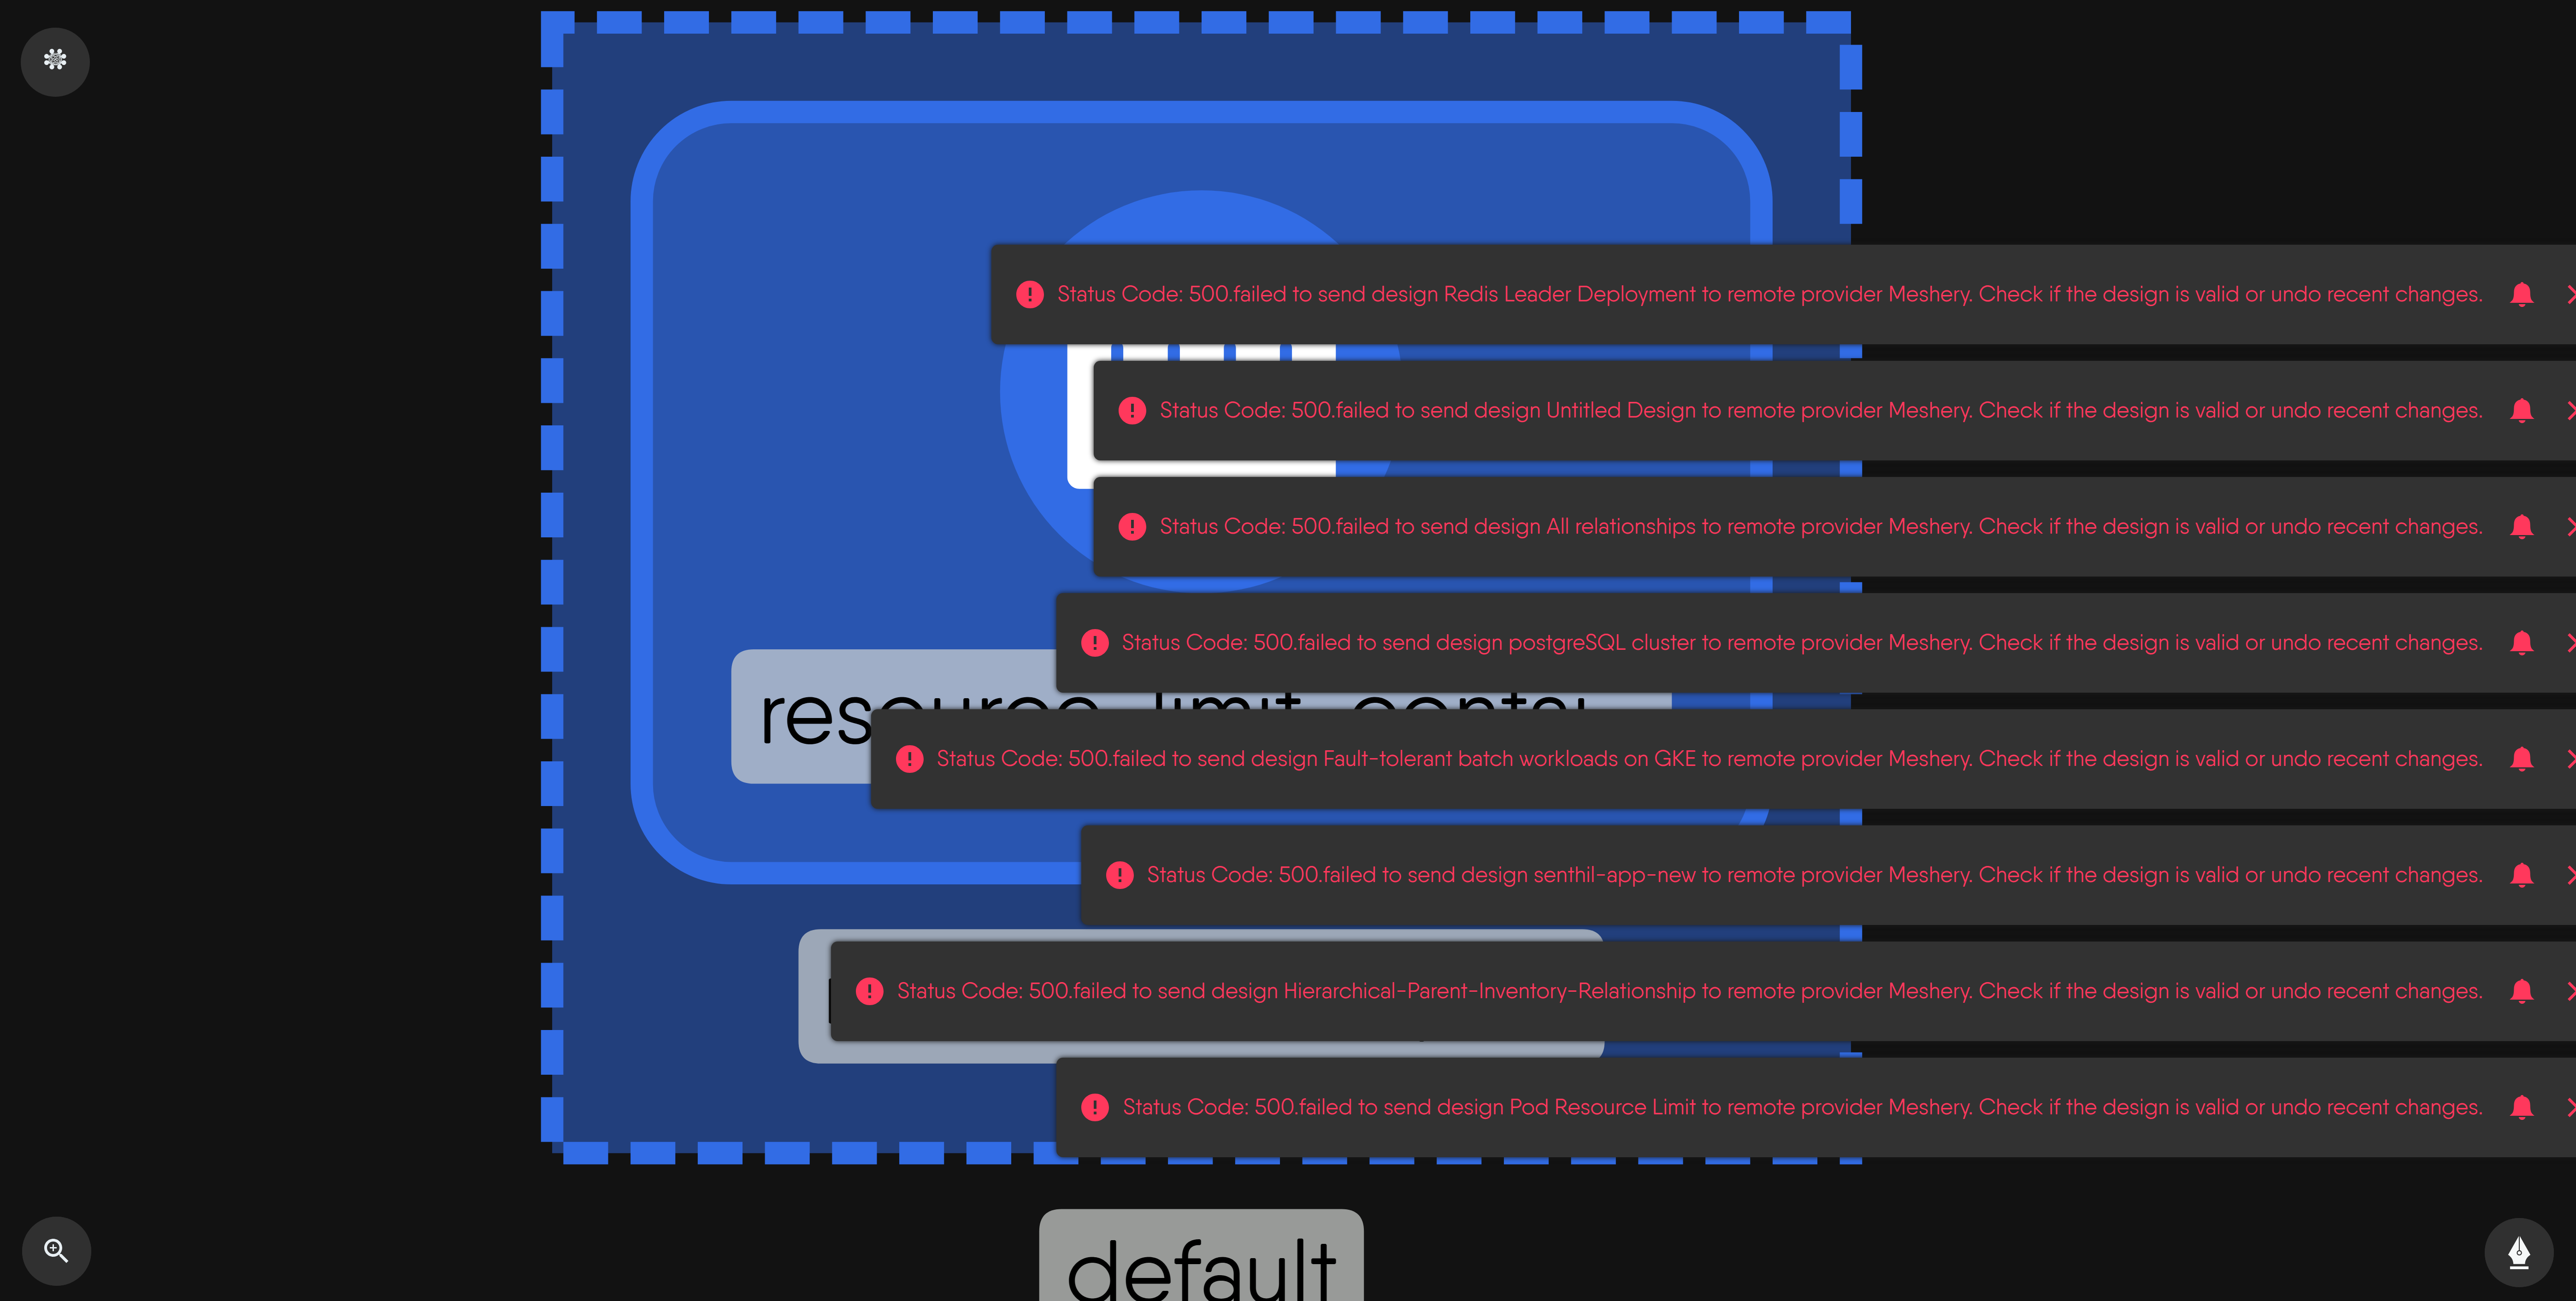 Status Code: 500.failed to send design Redis Leader Deployment to remote provider Meshery. Check if the design is valid or undo recent changes.
Status Code: 500.failed to send design Untitled Design to remote provider Meshery. Check if the design is valid or undo recent changes.
Status Code: 500.failed to send design All relationships to remote provider Meshery. Check if the design is valid or undo recent changes.
Status Code: 500.failed to send design postgreSQL cluster to remote provider Meshery. Check if the design is valid or undo recent changes.
resource-limit-contai
Status Code: 500.failed to send design Fault-tolerant batch workloads on GKE to remote provider Meshery. Check if the design is valid or undo recent changes.
Status Code: 500.failed to send design senthil-app-new to remote provider Meshery. Check if the design is valid or undo recent changes.
Status Code: 500.failed to send design Hierarchical-Parent-Inventory-Relationship to remote provider Meshery. Check if the design is valid or undo recent changes.
Status Code: 500.failed to send design Pod Resource Limit to remote provider Meshery. Check if the design is valid or undo recent changes.
default